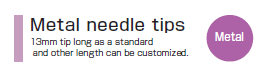 Metal needle tips
13mm tip long as a standard
and other length can be customized.
Metal